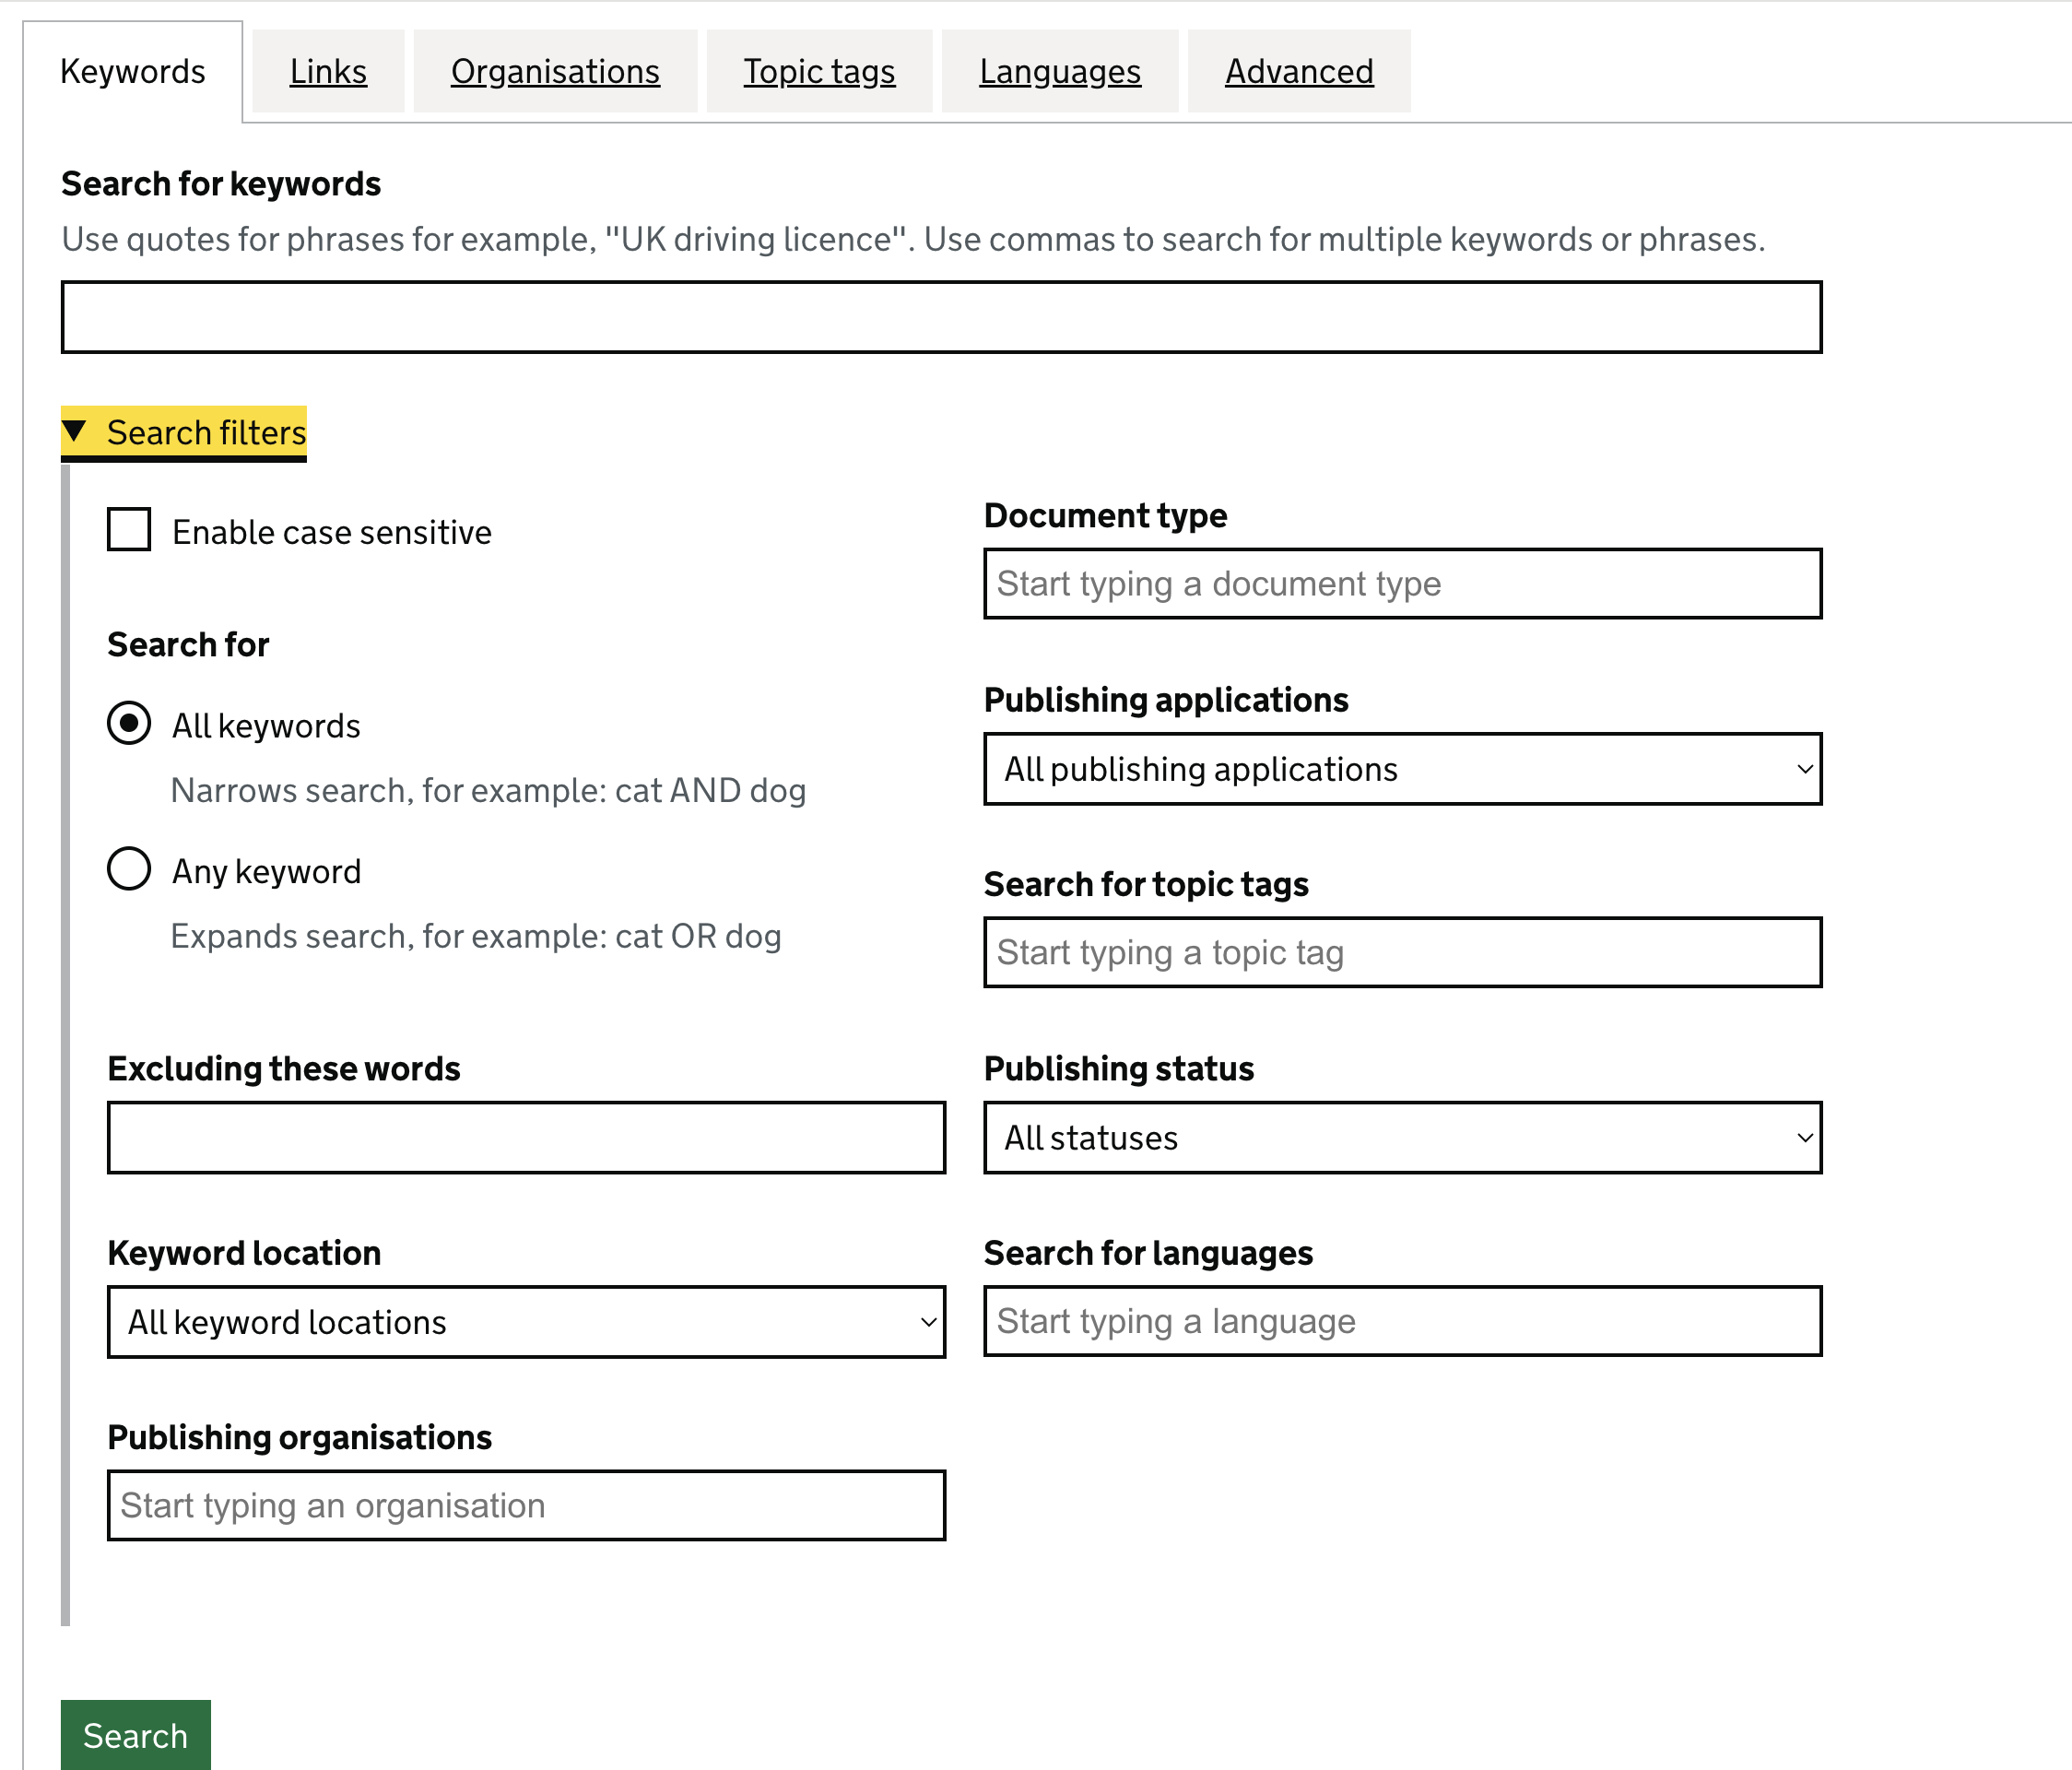 Keywords
Links
Organisations
Topic tags
Languages
Advanced
Search for keywords
Use quotes for phrases for example, "UK driving licence". Use commas to search for multiple keywords or phrases.
Search filters
Enable case sensitive
Search for
All keywords
Narrows search, for example: cat AND dog
Any keyword
Expands search, for example: cat OR dog
Excluding these words
Keyword location
All keyword locations
Publishing organisations
Start typing an organisation
Document type
Start typing a document type
Publishing applications
All publishing applications
Search for topic tags
Start typing a topic tag
Publishing status
All statuses
Search for languages
Start typing a language
Search